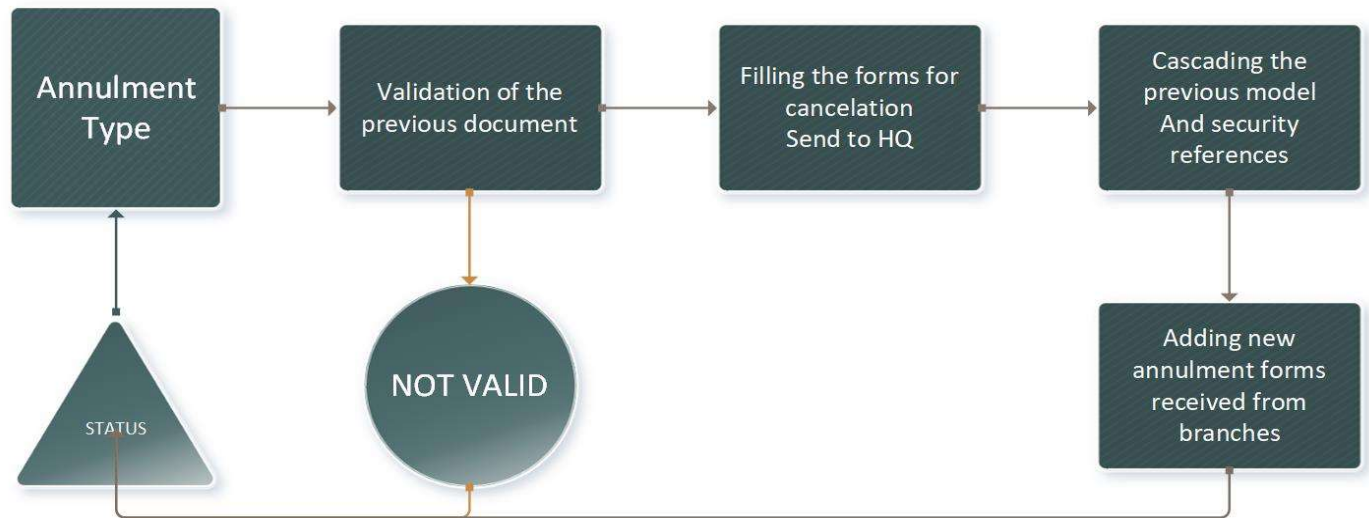 Annulment
Type
Validation of the
previous document
Filling the forms for
cancelation
Send to HQ
Cascading the
previous model
And security
references
STATUS
NOT VALID
Adding new
annulment forms
received from
branches